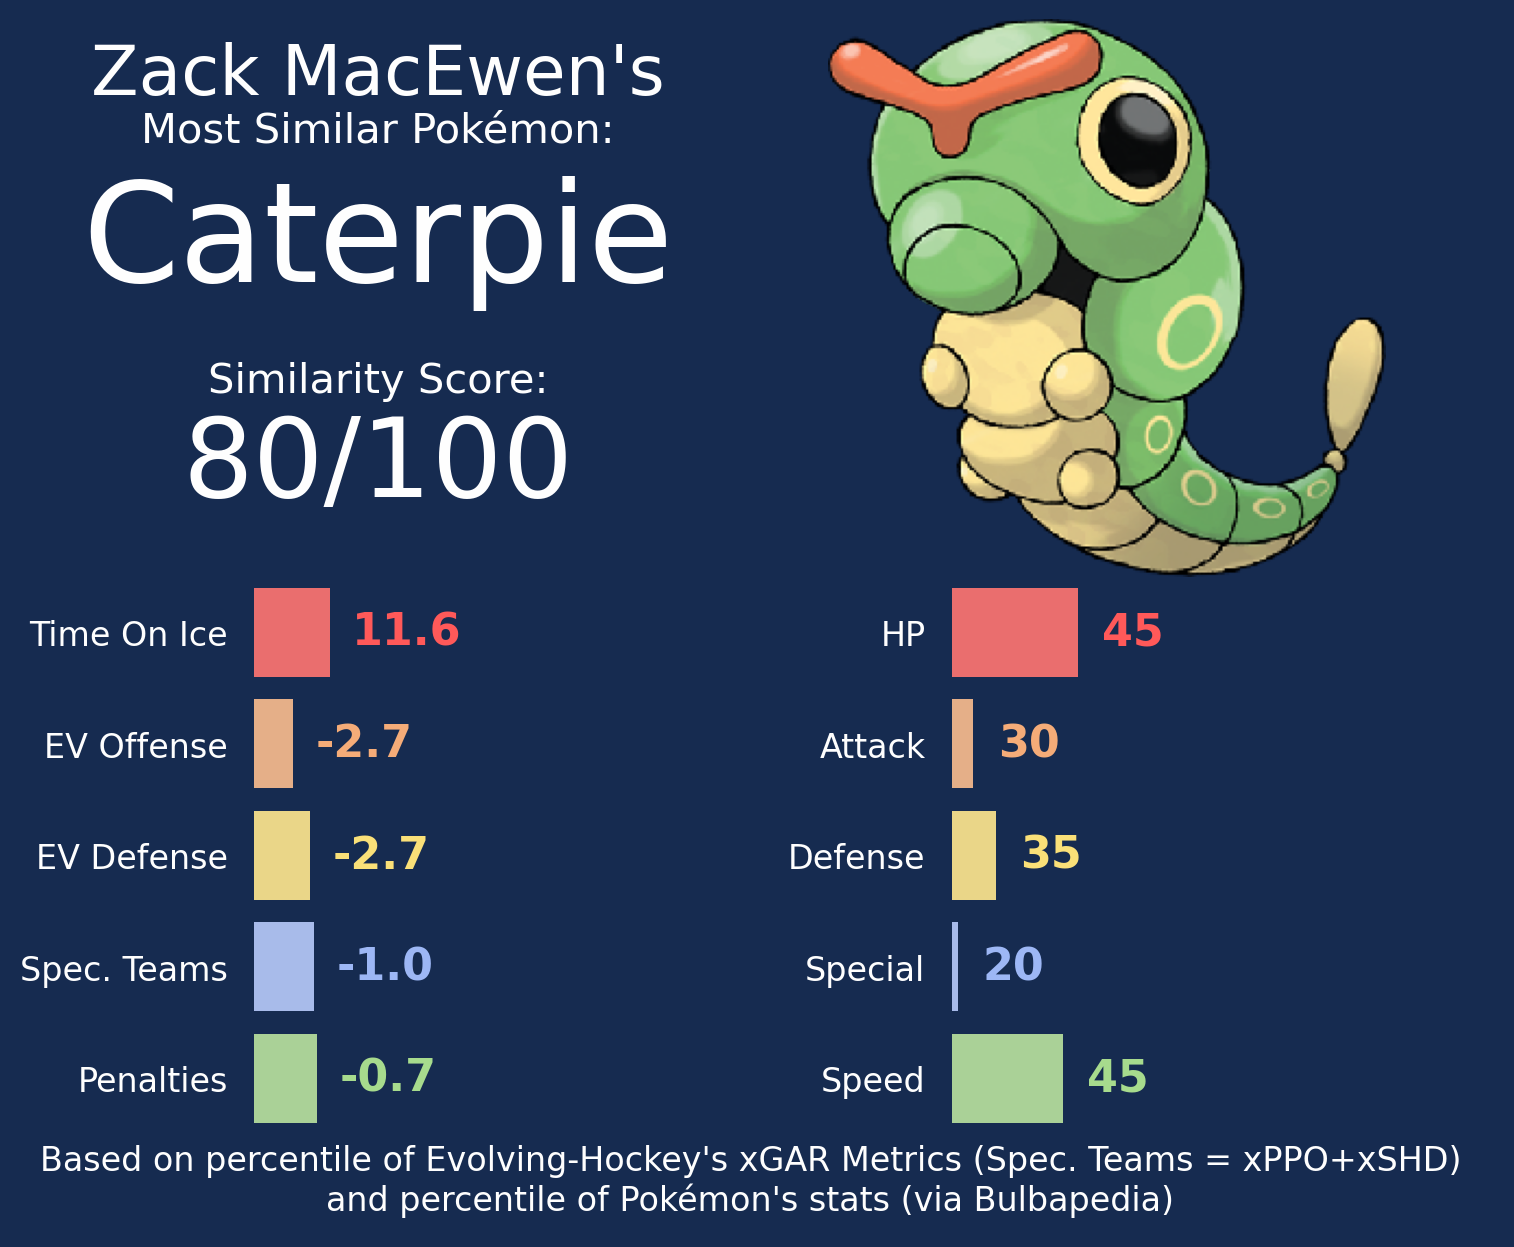 Zack MacEwen's
Most Similar Pokémon:
Caterpie
Similarity Score:
80/100
Time On Ice 11.6
EV Offense -2.7
EV Defense -2.7
Spec. Teams -1.0
Penalties -0.7
HP 45
Attack 30
Defense 35
Special 20
Speed 45
Based on percentile of Evolving-Hockey's xGAR Metrics (Spec. Teams = xPPO+xSHD)
and percentile of Pokémon's stats (via Bulbapedia)